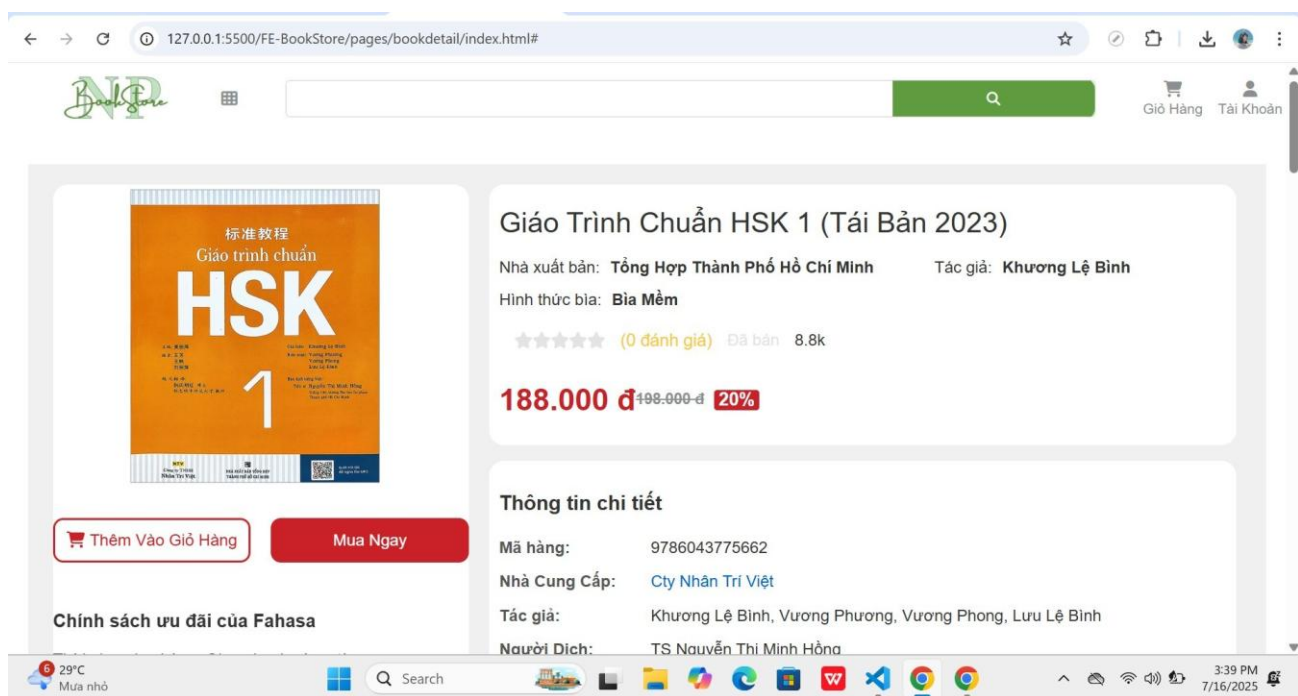 127.0.0.1:5500/FE-BookStore/pages/bookdetail/index.html#
NP
BookStore
Giỏ Hàng Tài Khoản
标准教程
Giáo trình chuẩn
HSK
1
Giáo Trình Chuẩn HSK 1 (Tái Bản 2023)
Nhà xuất bản: Tổng Hợp Thành Phố Hồ Chí Minh Tác giả: Khương Lệ Bình
Hình thức bìa: Bìa Mềm
(0 đánh giá) Đã bán 8.8k
188.000 đ 198.000 đ 20%
Thêm Vào Giỏ Hàng Mua Ngay
Thông tin chi tiết
Mã hàng: 9786043775662
Nhà Cung Cấp: Cty Nhân Trí Việt
Tác giả: Khương Lệ Bình, Vương Phương, Vương Phong, Lưu Lệ Bình
Người Dịch: TS Nguyễn Thị Minh Hồng
Chính sách ưu đãi của Fahasa
6
29°C
Mưa nhỏ
Search
3:39 PM
7/16/2025